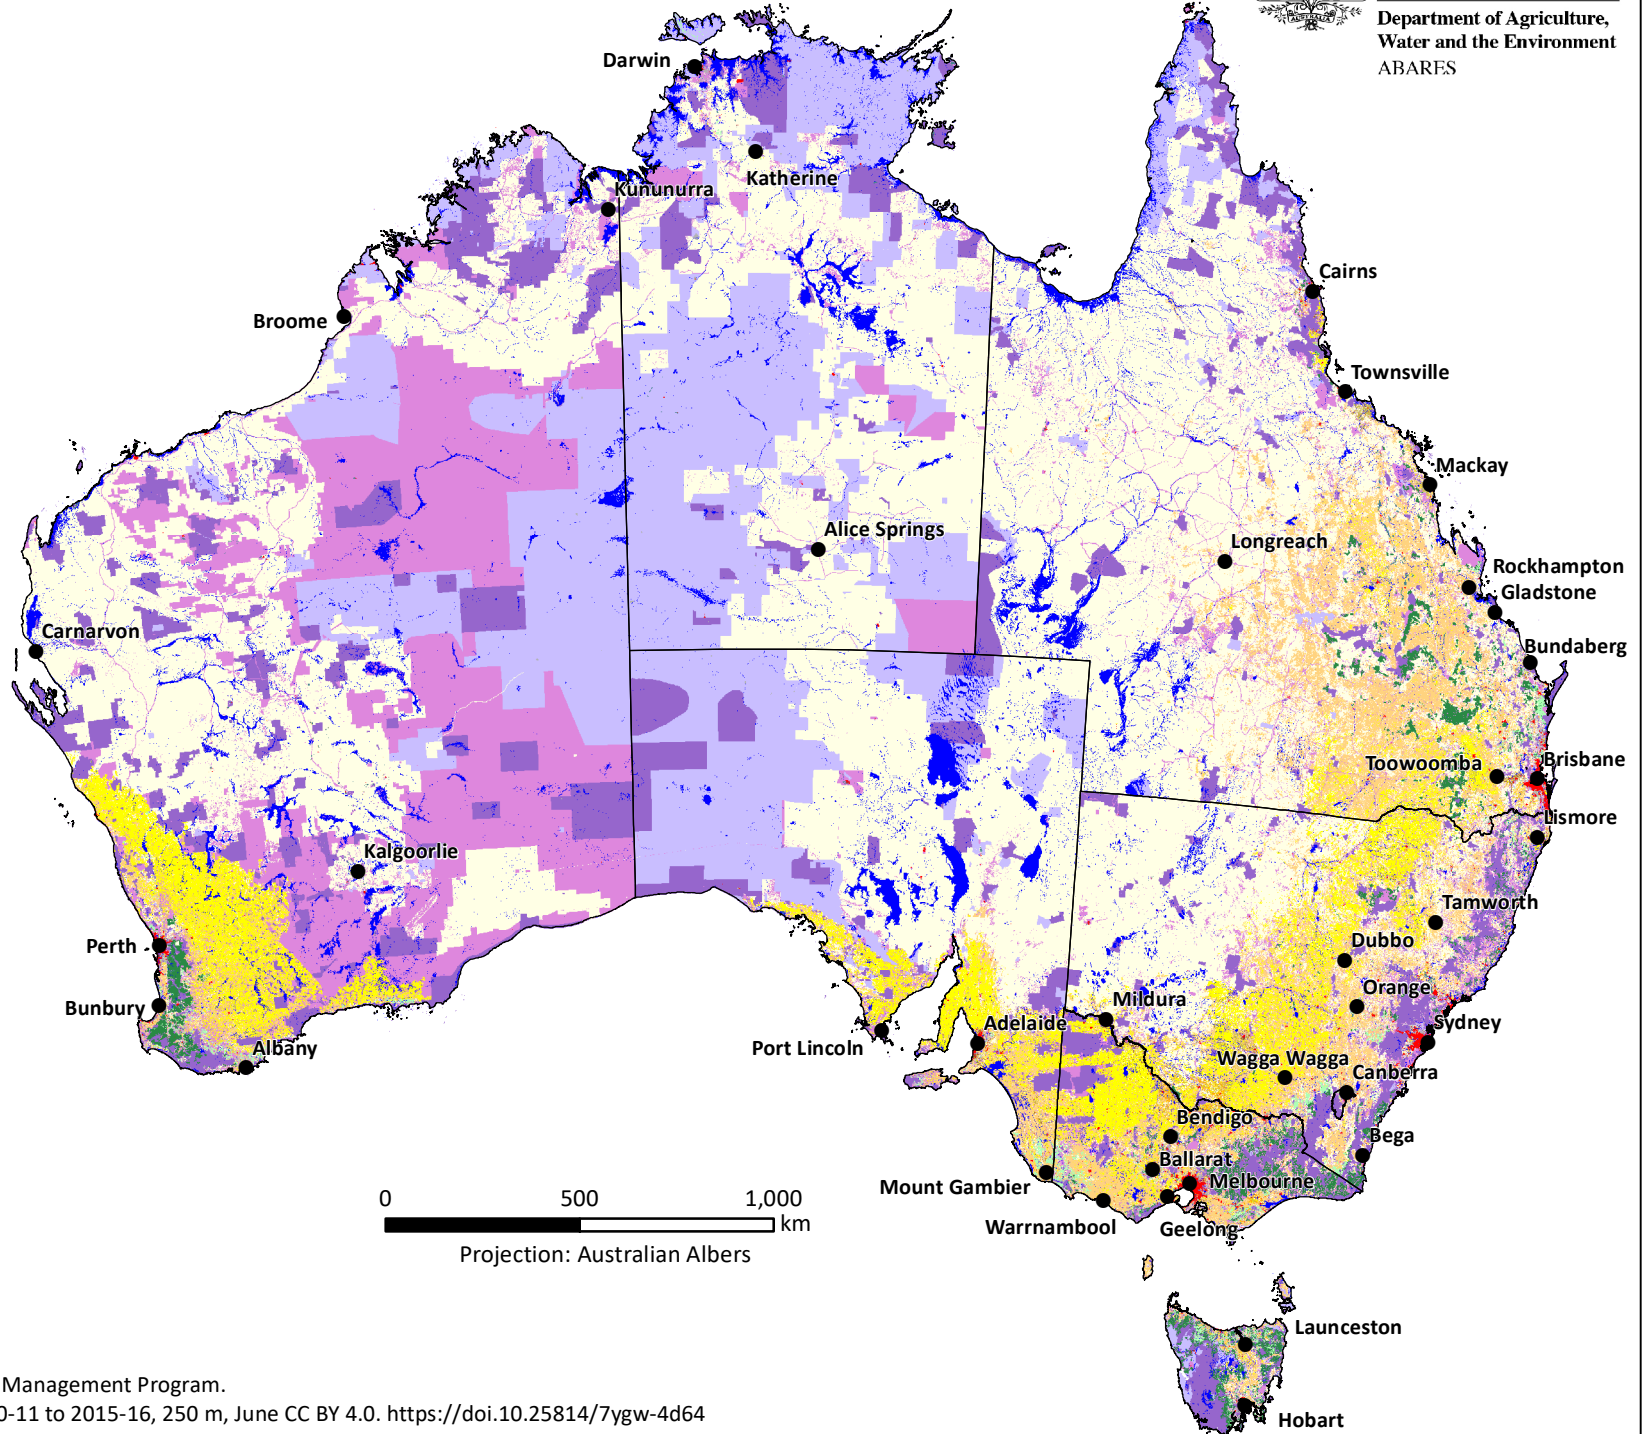 Department of Agriculture,
Water and the Environment
ABARES
AUSTRALIA
Darwin
Katherine
Kununurra
Cairns
Broome
Townsville
Mackay
Alice Springs
Longreach
Rockhampton
Gladstone
Carnarvon
Bundaberg
Toowoomba
Brisbane
Lismore
Kalgoorlie
Tamworth
Dubbo
Perth
Orange
Mildura
Bunbury
Sydney
Adelaide
Port Lincoln
Albany
Wagga Wagga
Canberra
Bendigo
Bega
Ballarat
Mount Gambier
Melbourne
Warrnambool
Geelong
0 500 1,000
km
Projection: Australian Albers
Launceston
Management Program.
0-11 to 2015-16, 250 m, June CC BY 4.0. https://doi.org/10.25814/7ygw-4d64
Hobart